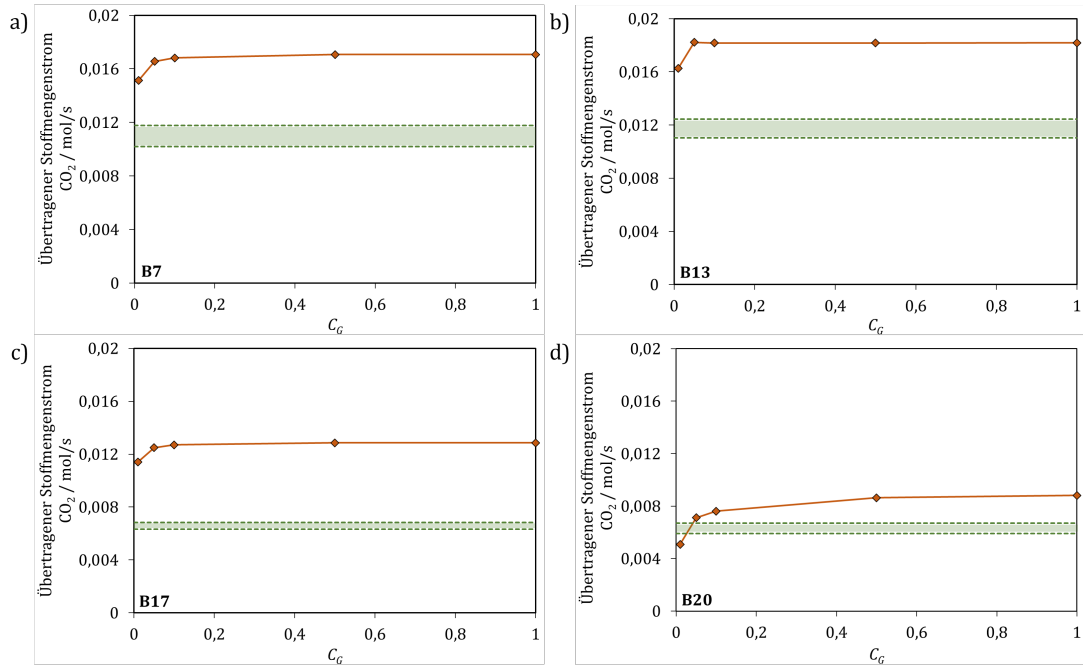 a)
Übertragener Stoffmengenstrom
CO₂ / mol/s
0,02
0,016
0,012
0,008
0,004
0
B7
0 0,2 0,4 0,6 0,8 1
C_G
b)
Übertragener Stoffmengenstrom
CO₂ / mol/s
0,02
0,016
0,012
0,008
0,004
0
B13
0 0,2 0,4 0,6 0,8 1
C_G
c)
Übertragener Stoffmengenstrom
CO₂ / mol/s
0,02
0,016
0,012
0,008
0,004
0
B17
0 0,2 0,4 0,6 0,8 1
C_G
d)
Übertragener Stoffmengenstrom
CO₂ / mol/s
0,02
0,016
0,012
0,008
0,004
0
B20
0 0,2 0,4 0,6 0,8 1
C_G